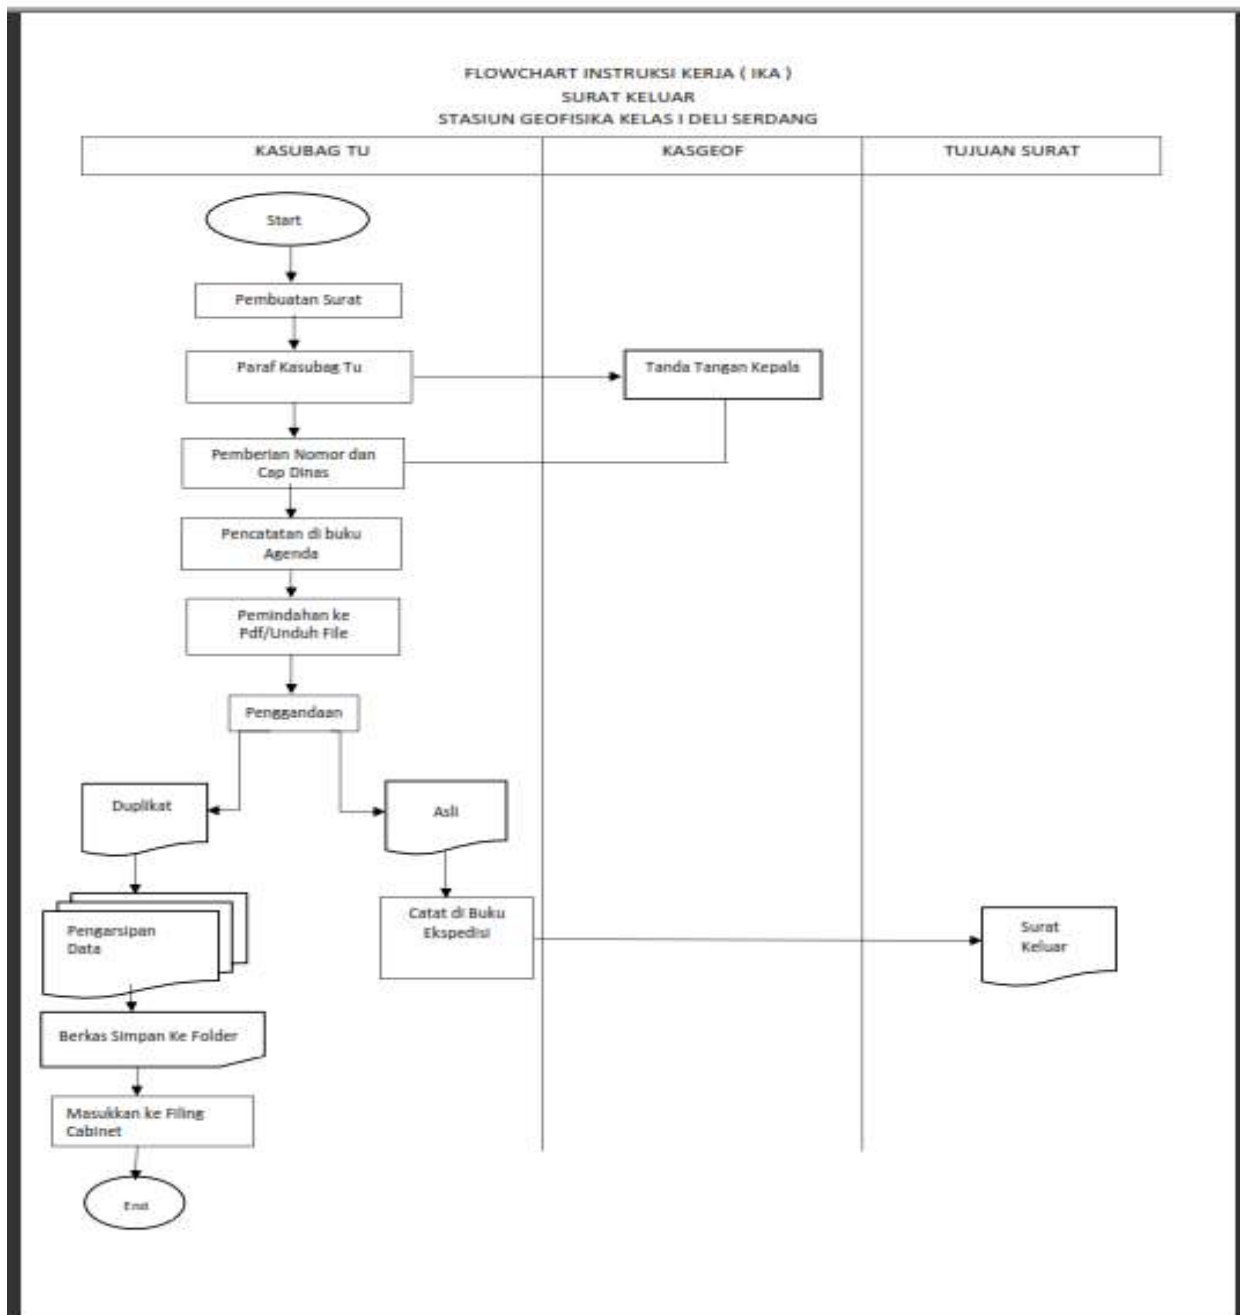 FLOWCHART INSTRUKSI KERJA ( IKA )
SURAT KELUAR
STASIUN GEOFISIKA KELAS I DELI SERDANG
KASUBAG TU
KASGEOF
TUJUAN SURAT
Start
Pembuatan Surat
Paraf Kasubag Tu
Tanda Tangan Kepala
Pemberian Nomor dan
Cap Dinas
Pencatatan di buku
Agenda
Pemindahan ke
Pdf/Unduh File
Penggandaan
Duplikat
Asli
Pengarsipan
Data
Catat di Buku
Ekspedisi
Surat
Keluar
Berkas Simpan Ke Folder
Masukkan ke Filing
Cabinet
End